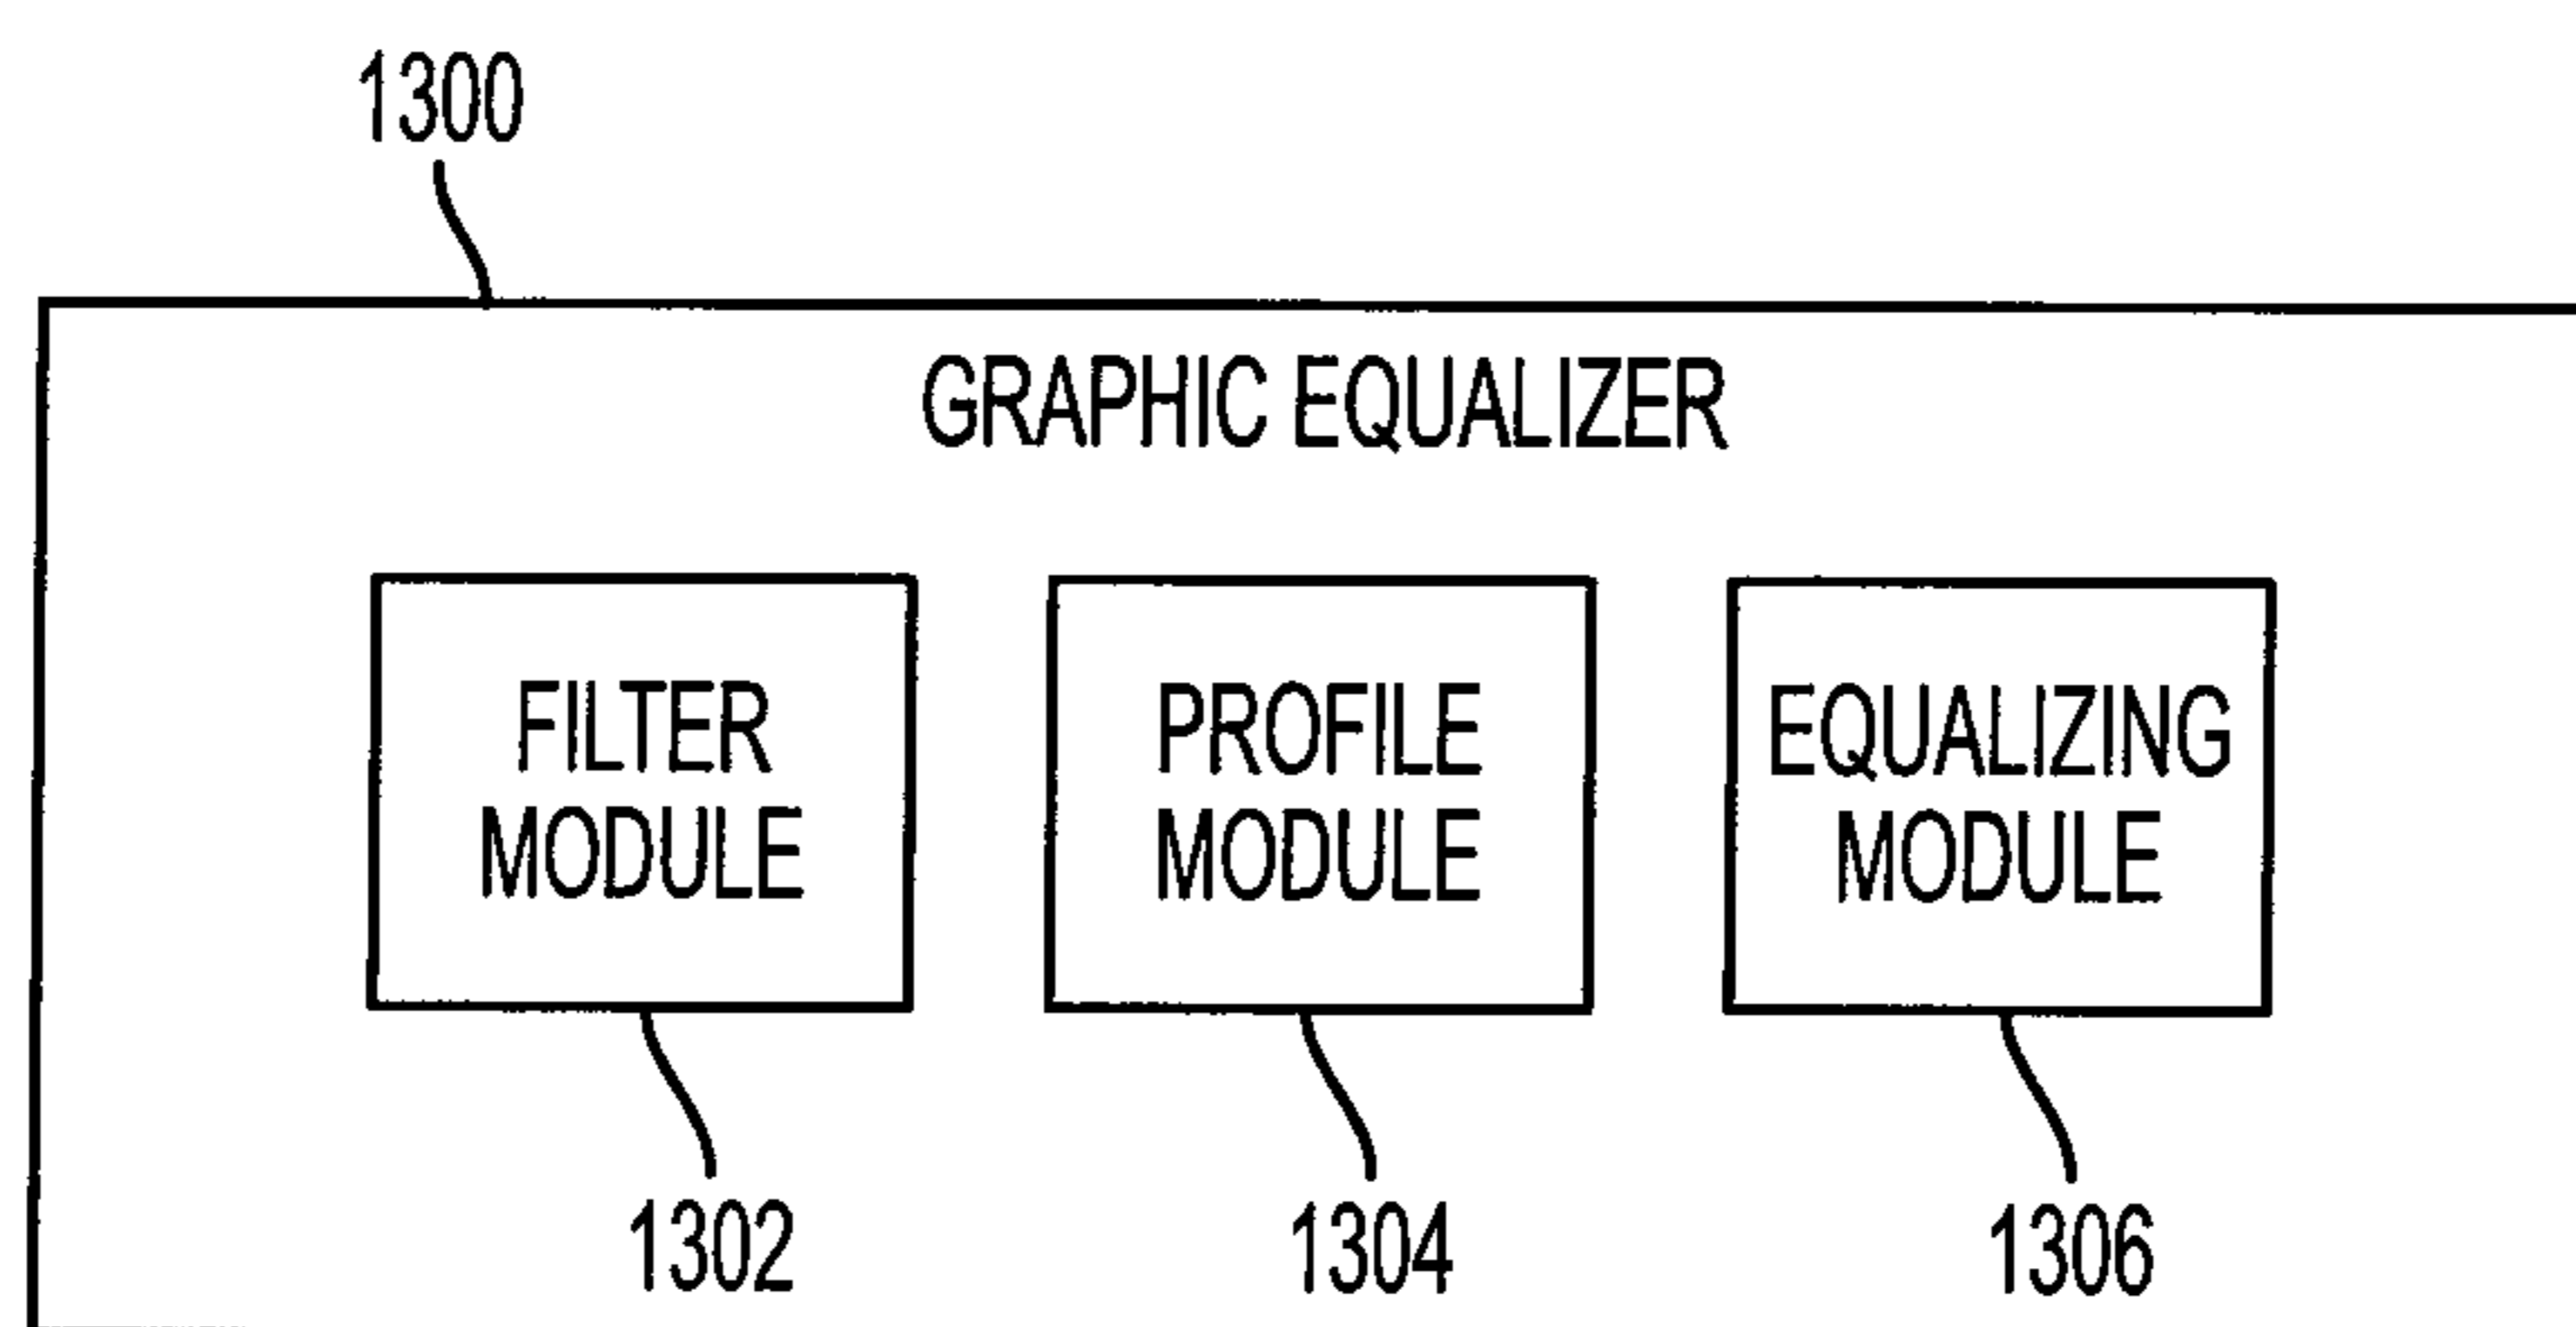 1300
GRAPHIC EQUALIZER
FILTER
MODULE
PROFILE
MODULE
EQUALIZING
MODULE
1302
1304
1306